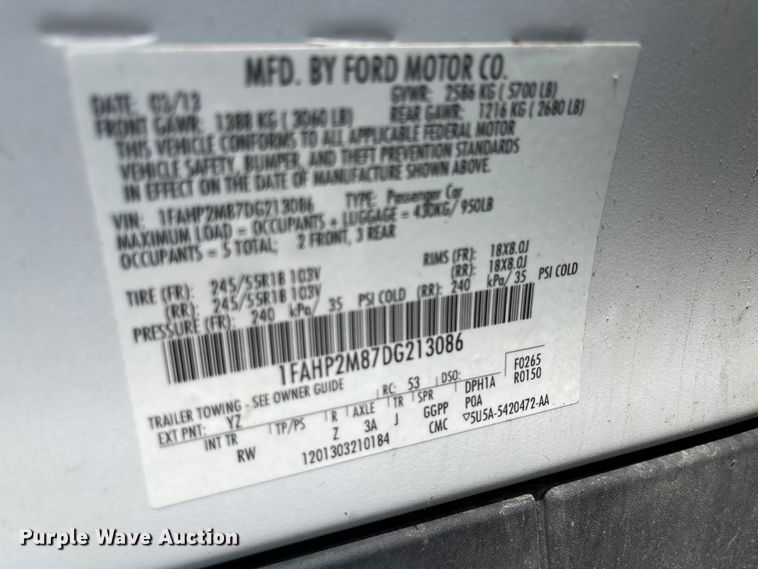 MFD. BY FORD MOTOR CO.
DATE: 03/13 GVWR: 2586 KG ( 5700 LB)
FRONT GAWR: 1388 KG ( 3060 LB) REAR GAWR: 1216 KG ( 2680 LB)
THIS VEHICLE CONFORMS TO ALL APPLICABLE FEDERAL MOTOR
VEHICLE SAFETY, BUMPER, AND THEFT PREVENTION STANDARDS
IN EFFECT ON THE DATE OF MANUFACTURE SHOWN ABOVE.
VIN: 1FAHP2M87DG213086 TYPE: Passenger Car
MAXIMUM LOAD = OCCUPANTS + LUGGAGE = 430KG/ 950LB
OCCUPANTS = 5 TOTAL; 2 FRONT, 3 REAR
TIRE (FR): 245/55R18 103V RIMS (FR): 18X8.0J
(RR): 245/55R18 103V (RR): 18X8.0J
PRESSURE (FR): 240 kPa/ 35 PSI COLD (RR): 240 kPa/ 35 PSI COLD
1FAHP2M87DG213086
F0265
R0150
TRAILER TOWING - SEE OWNER GUIDE
EXT PNT: YZ RC: 53 DSO:
INT TR TP/PS R AXLE TR SPR DPH1A
RW Z 3A J GGPP POA
1201303210184 CMC ▽5U5A-5420472-AA
Purple Wave Auction